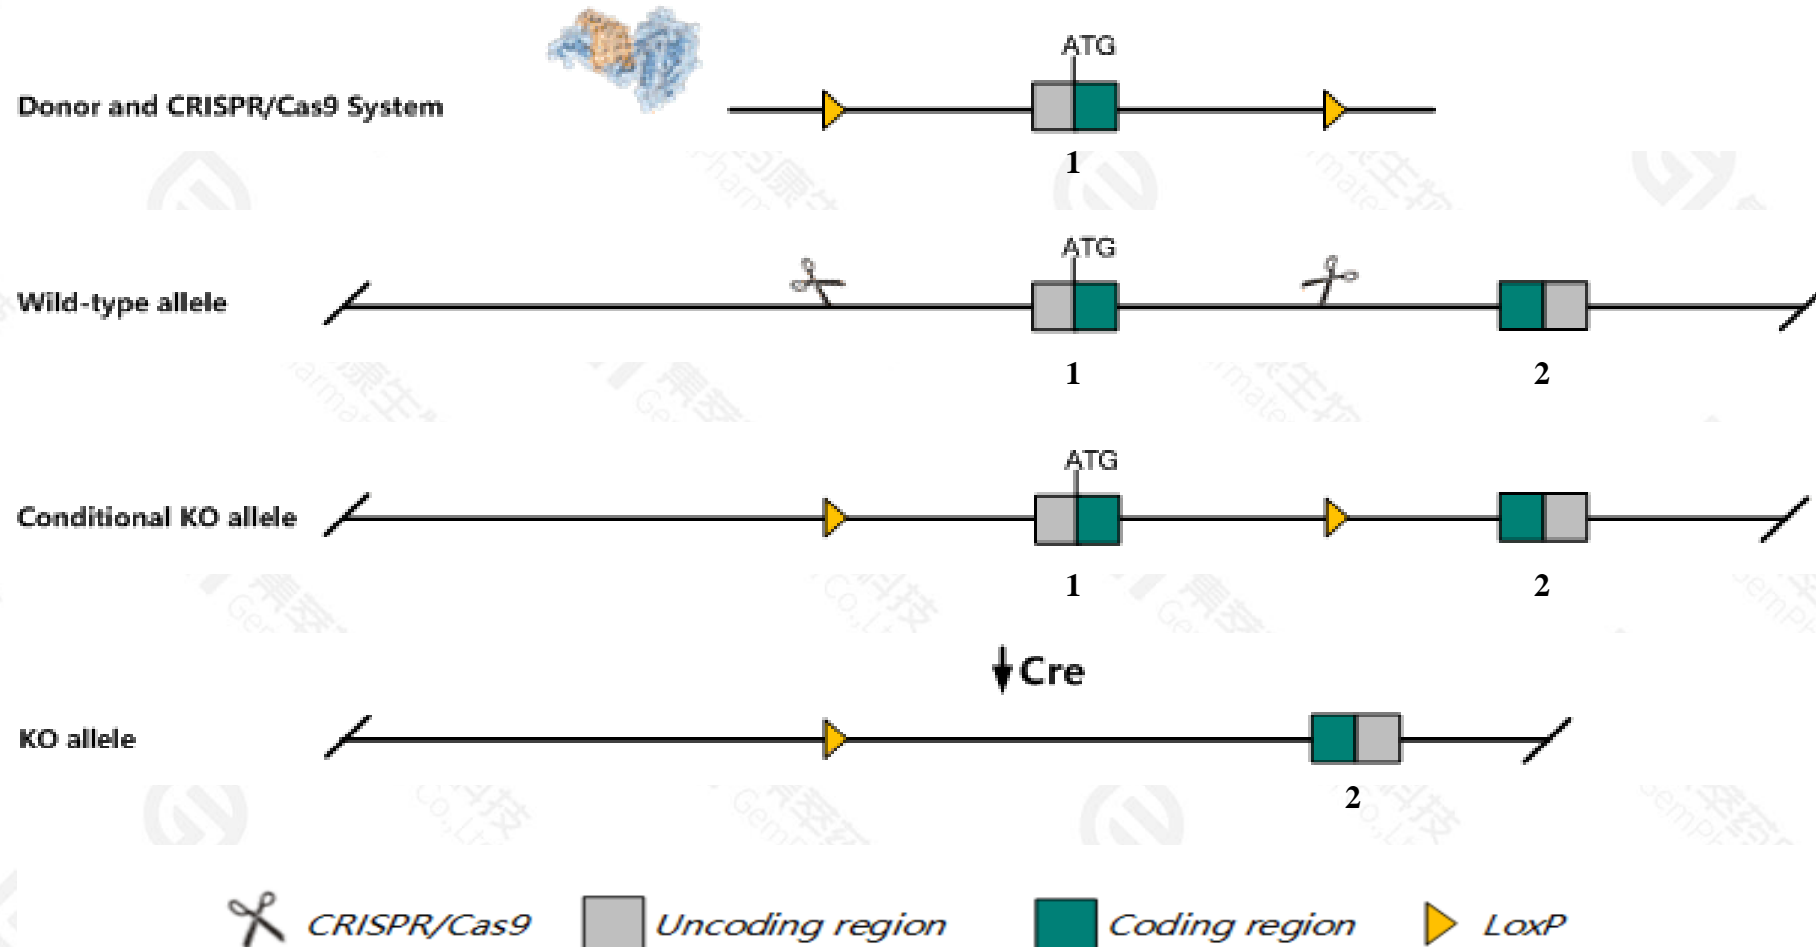 ATG
Donor and CRISPR/Cas9 System
1
ATG
Wild-type allele
1
2
ATG
Conditional KO allele
1
2
Cre
KO allele
2
CRISPR/Cas9
Uncoding region
Coding region
LoxP